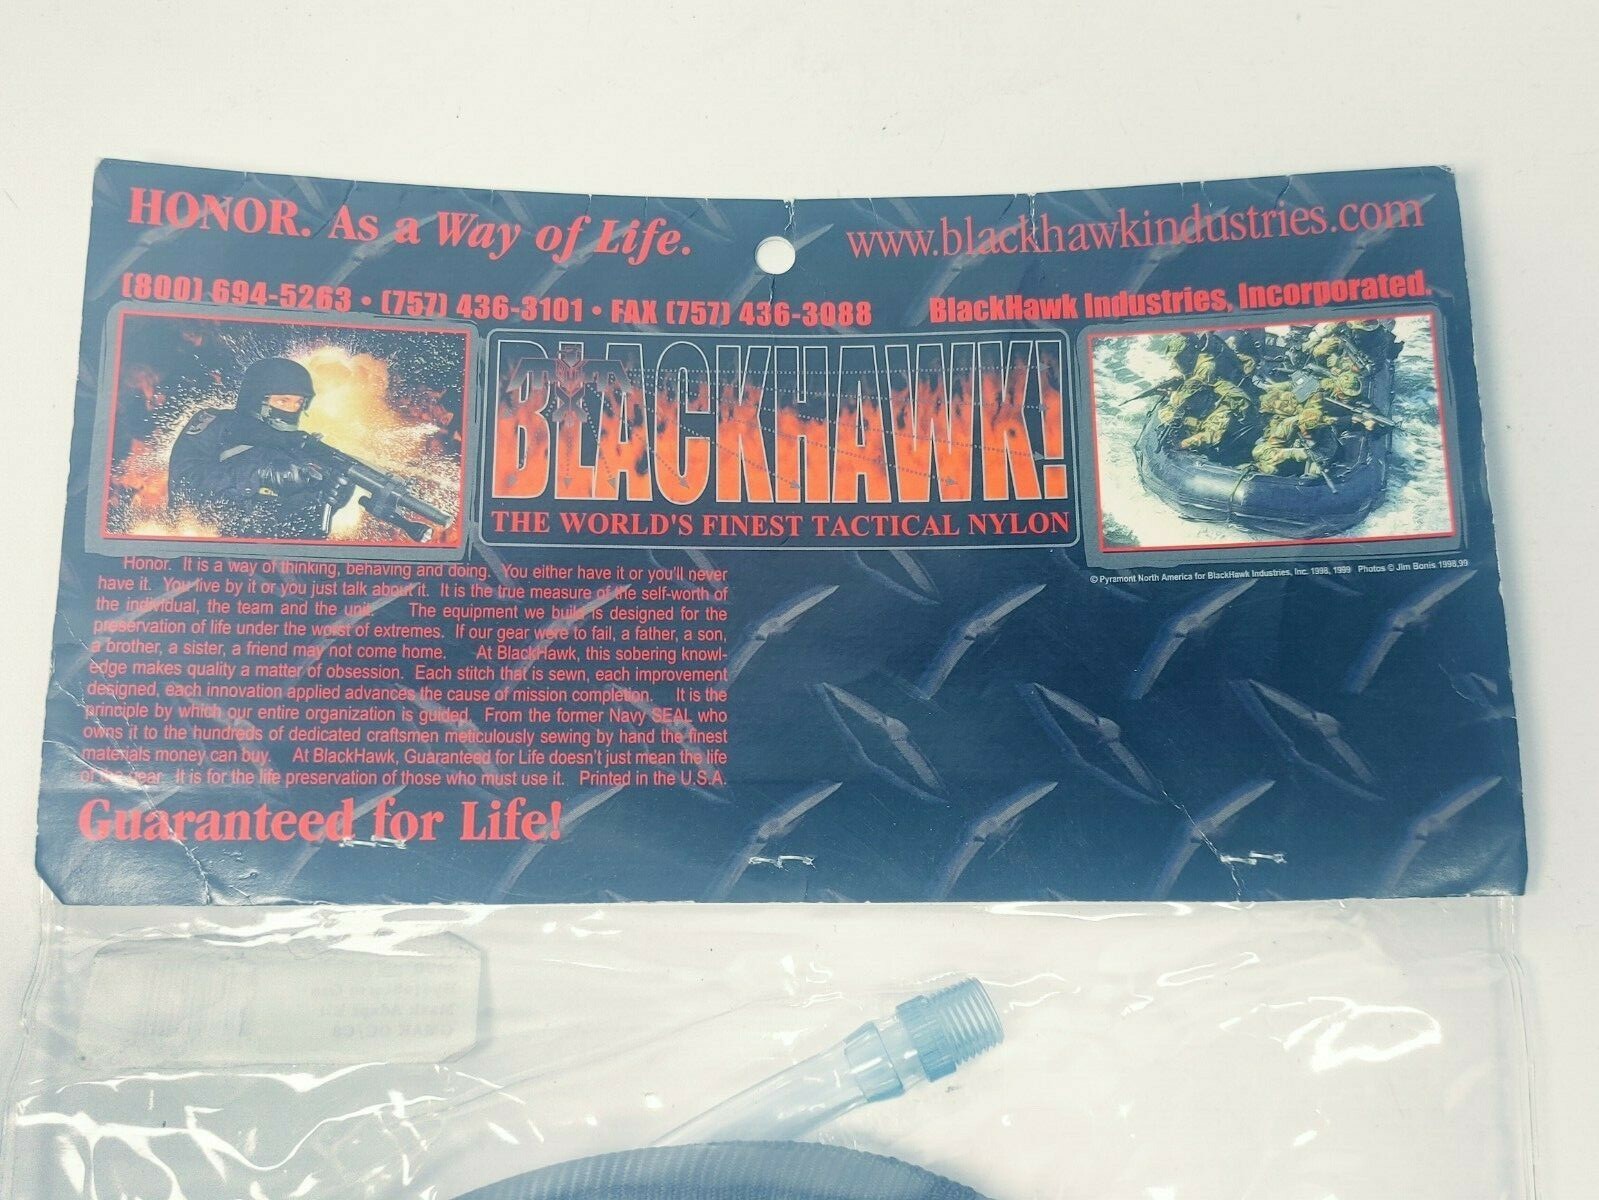 HONOR. As a Way of Life.
www.blackhawkindustries.com
(800) 694-5263 • (757) 436-3101 • FAX (757) 436-3088
BlackHawk Industries, Incorporated.
BLACKHAWK!
THE WORLD'S FINEST TACTICAL NYLON
© Pyramont North America for BlackHawk Industries, Inc. 1998, 1999 Photos © Jim Bonis 1998,99
Honor. It is a way of thinking, behaving and doing. You either have it or you'll never
have it. You live by it or you just talk about it. It is the true measure of the self-worth of
the individual, the team and the unit. The equipment we build is designed for the
preservation of life under the worst of extremes. If our gear were to fail, a father, a son,
a brother, a sister, a friend may not come home. At BlackHawk, this sobering knowl-
edge makes quality a matter of obsession. Each stitch that is sewn, each improvement
designed, each innovation applied advances the cause of mission completion. It is the
principle by which our entire organization is guided. From the former Navy SEAL who
owns it to the hundreds of dedicated craftsmen meticulously sewing by hand the finest
materials money can buy. At BlackHawk, Guaranteed for Life doesn't just mean the life
of the gear. It is for the life preservation of those who must use it. Printed in the U.S.A.
Guaranteed for Life!